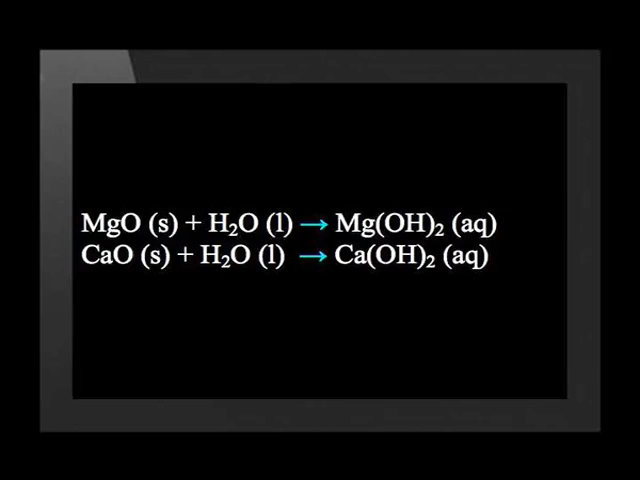 MgO (s) + H₂O (l) → Mg(OH)₂ (aq)
CaO (s) + H₂O (l) → Ca(OH)₂ (aq)